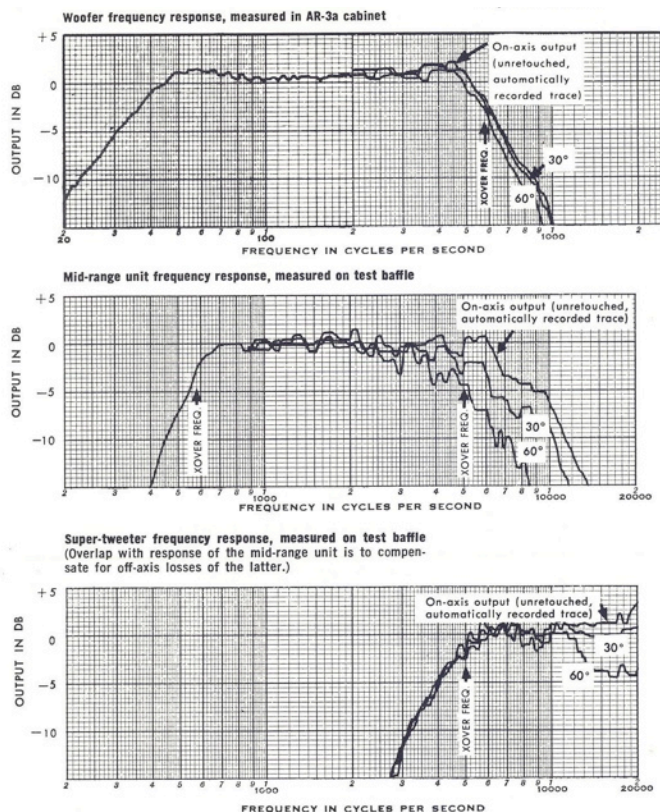 Woofer frequency response, measured in AR-3a cabinet
+5
0
-5
-10
OUTPUT IN DB
On-axis output
(unretouched,
automatically
recorded trace)
XOVER FREQ.
30°
60°
20 3 4 5 6 7 8 9 100 2 3 4 5 6 7 8 9 1000 2
FREQUENCY IN CYCLES PER SECOND
Mid-range unit frequency response, measured on test baffle
+5
0
-5
-10
OUTPUT IN DB
On-axis output (unretouched,
automatically recorded trace)
XOVER FREQ.
XOVER FREQ.
30°
60°
2 3 4 5 6 7 8 9 1000 2 3 4 5 6 7 8 9 10000 20000
FREQUENCY IN CYCLES PER SECOND
Super-tweeter frequency response, measured on test baffle
(Overlap with response of the mid-range unit is to compen-
sate for off-axis losses of the latter.)
+5
0
-5
-10
OUTPUT IN DB
On-axis output (unretouched,
automatically recorded trace)
XOVER FREQ.
30°
60°
2 3 4 5 6 7 8 9 1000 2 3 4 5 6 7 8 9 10000 20000
FREQUENCY IN CYCLES PER SECOND